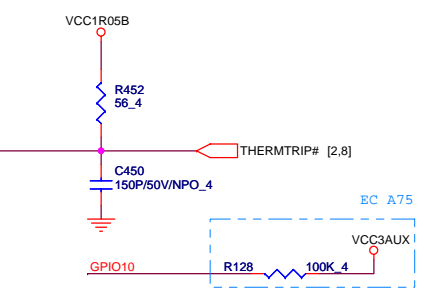 VCC1R05B
R452
56_4
THERMTRIP# [2,8]
C450
150P/50V/NPO_4
EC A75
VCC3AUX
GPIO10 R128 100K_4